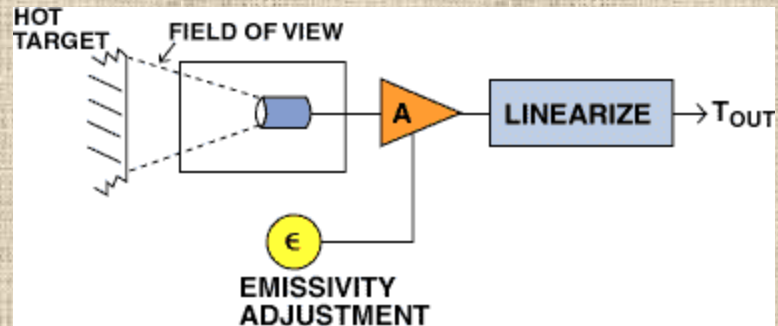 HOT
TARGET
FIELD OF VIEW
A
LINEARIZE
TOUT
ϵ
EMISSIVITY
ADJUSTMENT